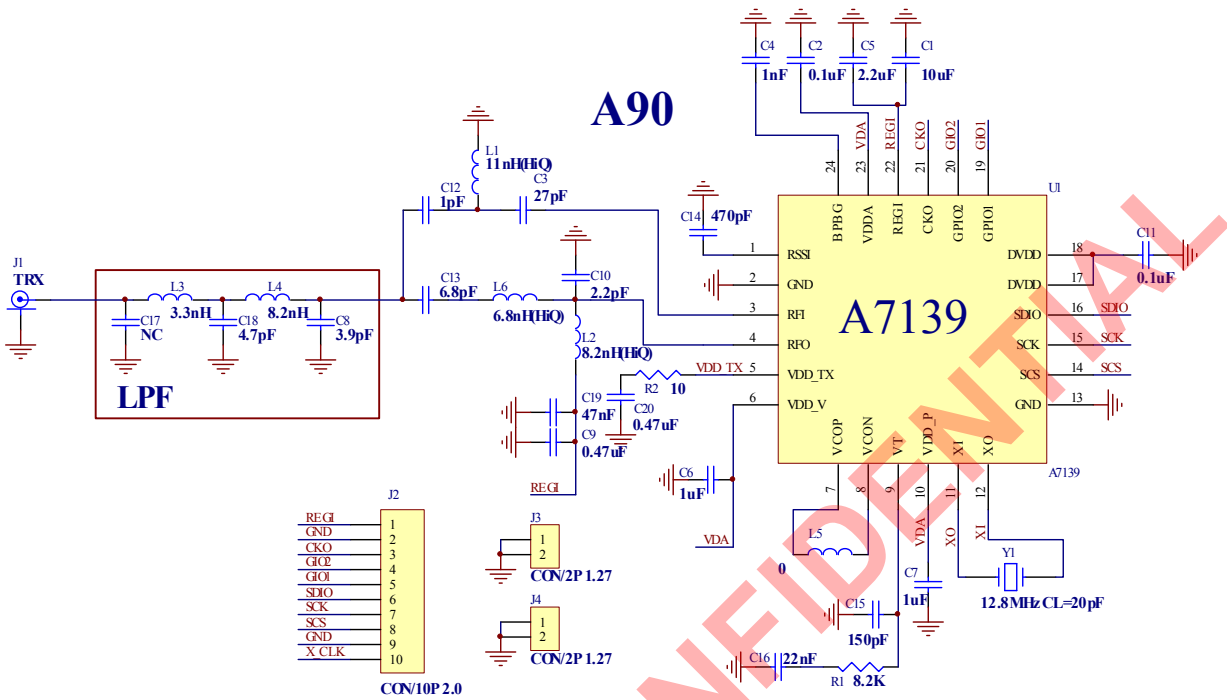 C4
1nF
C2
0.1uF
C5
2.2uF
C1
10uF
A90
VDA
REGI
CKO
GIO2
GIO1
24
23
22
21
20
19
L1
11nH(HiQ)
C12
1pF
C3
27pF
C14
470pF
U1
BPBG
VDDA
REGI
CKO
GPIO2
GPIO1
1
RSSI
2
GND
3
RFI
4
RFO
5
VDD_TX
6
VDD_V
A7139
DVDD
18
DVDD
17
SDIO
16
SDIO
SCK
15
SCK
SCS
14
SCS
GND
13
C11
0.1uF
J1
TRX
C13
6.8pF
L6
6.8nH(HiQ)
C10
2.2pF
L2
8.2nH(HiQ)
L3
3.3nH
L4
8.2nH
C17
NC
C18
4.7pF
C8
3.9pF
LPF
VDD_TX
R2
10
C19
47nF
C9
0.47uF
C20
0.47uF
REGI
C6
1uF
VDA
VCOP
VCON
VT
VDD_P
XI
XO
7
8
9
10
11
12
A7139
L5
0
VDA
XO
XI
C7
1uF
Y1
12.8MHz CL=20pF
C15
150pF
C16
22nF
R1
8.2K
J2
REGI
1
GND
2
CKO
3
GIO2
4
GIO1
5
SDIO
6
SCK
7
SCS
8
GND
9
X_CLK
10
CON/10P 2.0
J3
1
2
CON/2P 1.27
J4
1
2
CON/2P 1.27